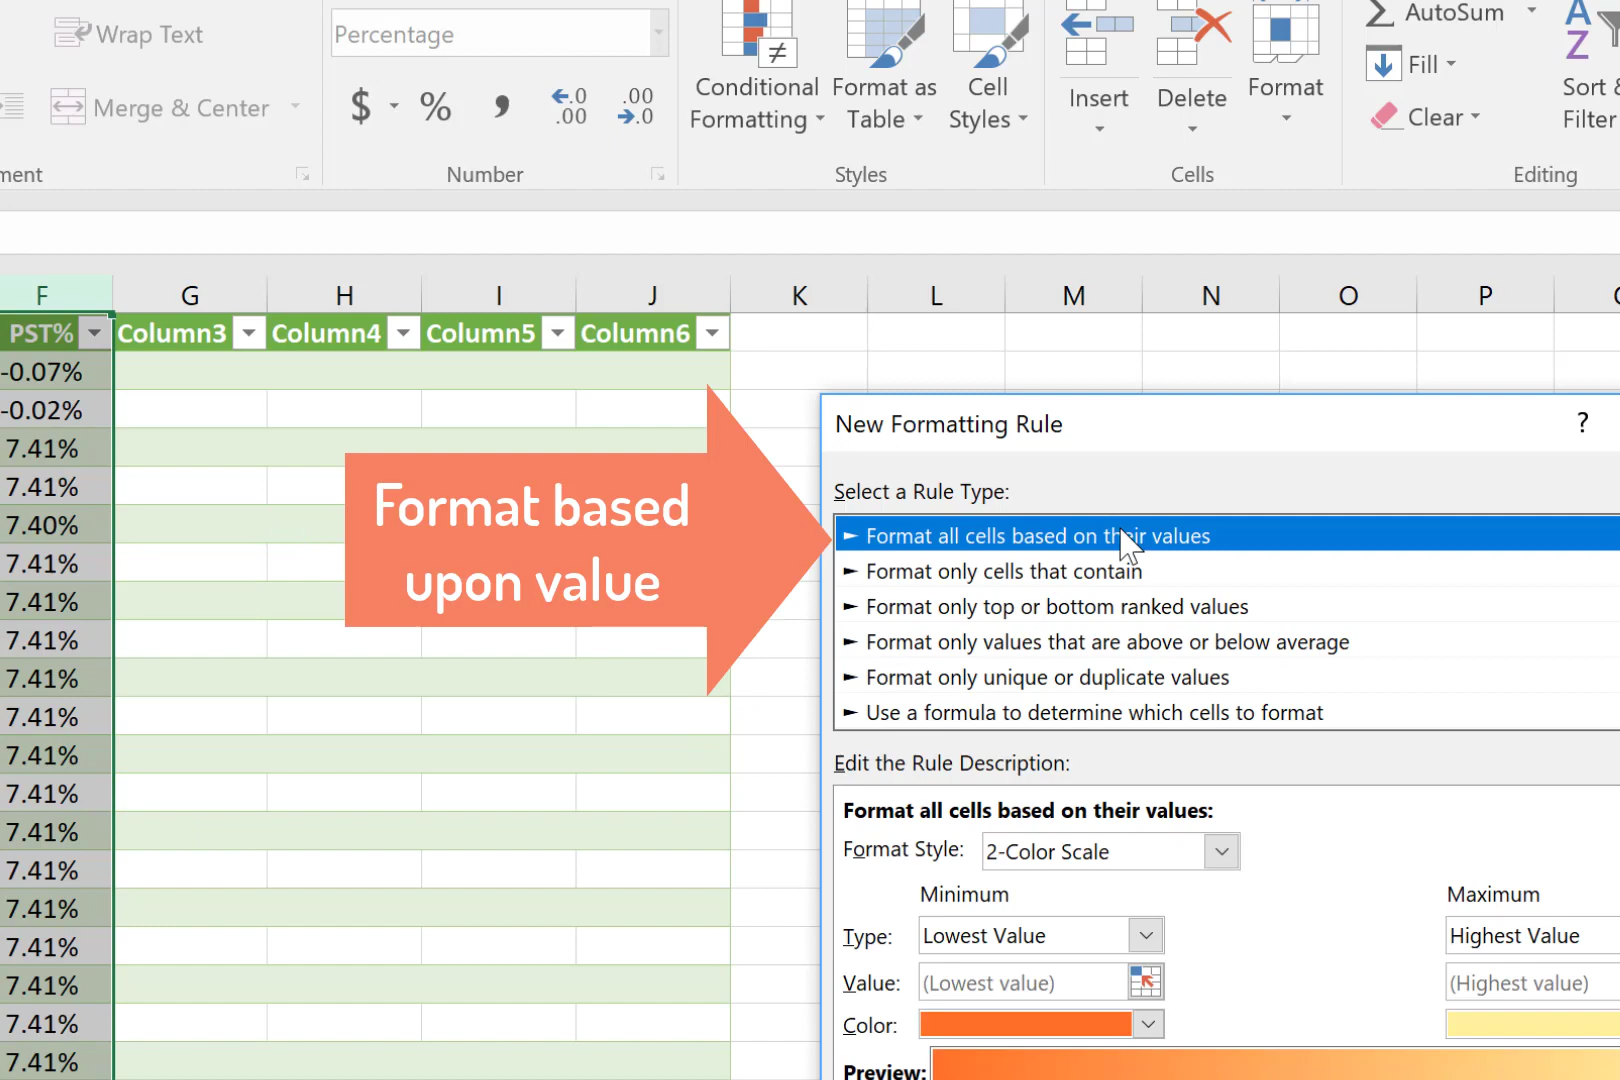 Wrap Text
Percentage
Merge & Center
$ % , ←.0 .00 .00 →.0
Conditional Formatting
Format as Table
Cell Styles
Insert
Delete
Format
Σ AutoSum
Fill
Clear
A Z
Sort &
Filter
ment
Number
Styles
Cells
Editing
F G H I J K L M N O P
PST% Column3 Column4 Column5 Column6
-0.07%
-0.02%
7.41%
7.41%
7.40%
7.41%
7.41%
7.41%
7.41%
7.41%
7.41%
7.41%
7.41%
7.41%
7.41%
7.41%
7.41%
7.41%
7.41%
Format based
upon value
New Formatting Rule ?
Select a Rule Type:
► Format all cells based on their values
► Format only cells that contain
► Format only top or bottom ranked values
► Format only values that are above or below average
► Format only unique or duplicate values
► Use a formula to determine which cells to format
Edit the Rule Description:
Format all cells based on their values:
Format Style: 2-Color Scale
Minimum Maximum
Type: Lowest Value Highest Value
Value: (Lowest value) (Highest value)
Color:
Preview: